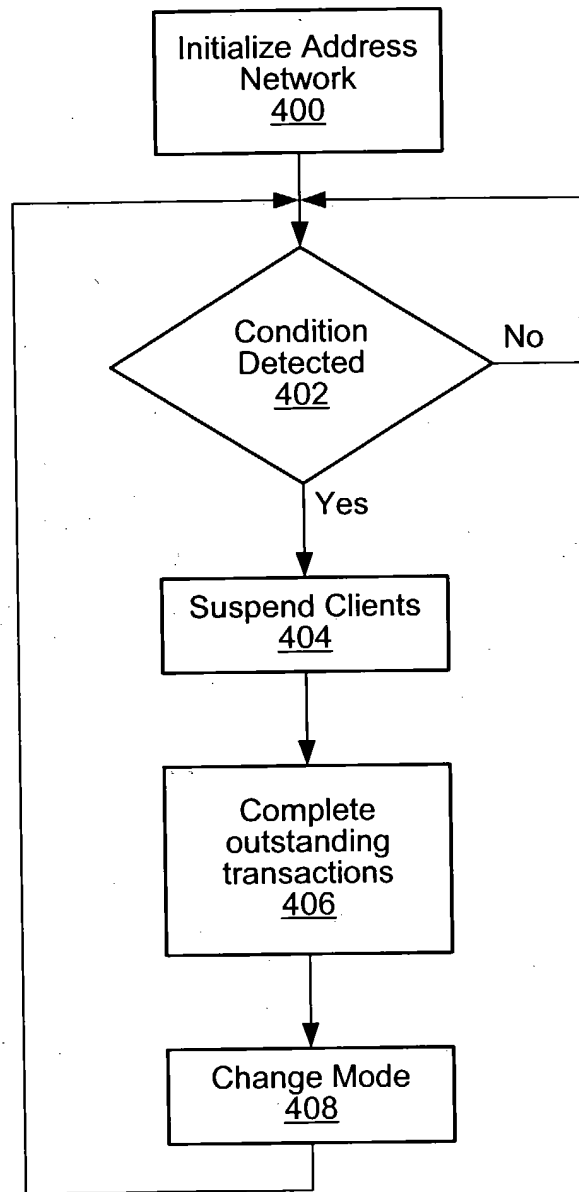 Initialize Address
Network
400
Condition
Detected
402
No
Yes
Suspend Clients
404
Complete
outstanding
transactions
406
Change Mode
408